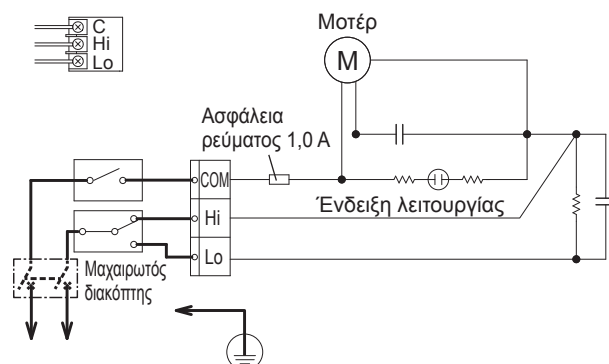 C
Hi
Lo
Μοτέρ
M
Ασφάλεια
ρεύματος 1,0 A
COM
Ένδειξη λειτουργίας
Hi
Lo
Μαχαιρωτός
διακόπτης